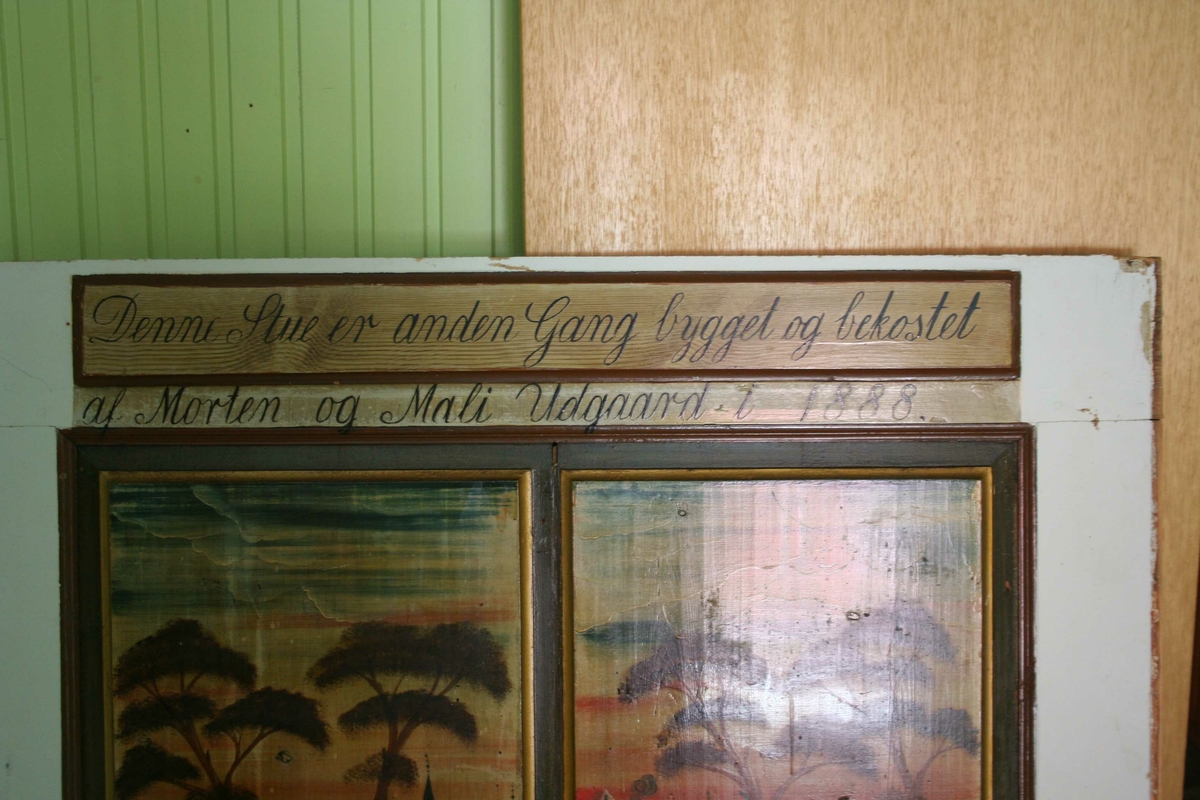 Denne Stue er anden Gang bygget og bekostet
af Morten og Mali Udgaard i 1888.